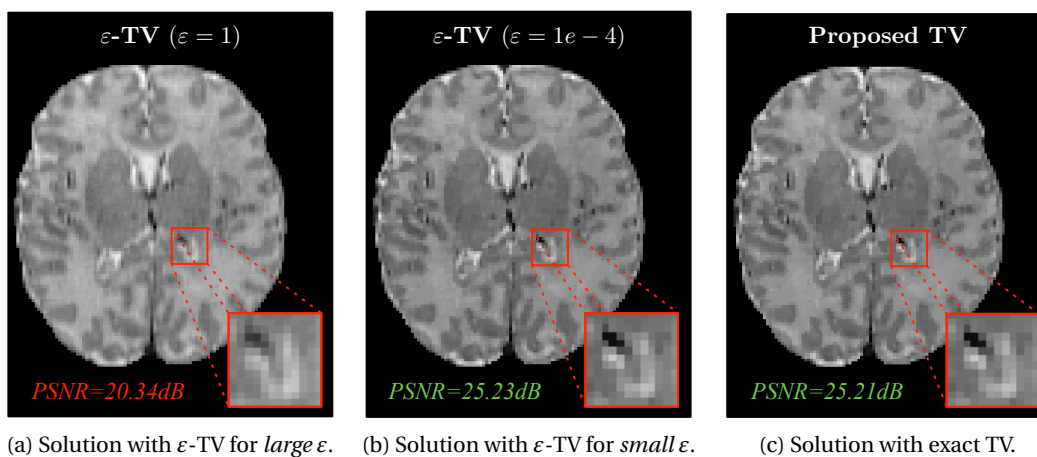 ε-TV (ε = 1)
ε-TV (ε = 1e − 4)
Proposed TV
PSNR=20.34dB
PSNR=25.23dB
PSNR=25.21dB
(a) Solution with ε-TV for large ε.
(b) Solution with ε-TV for small ε.
(c) Solution with exact TV.